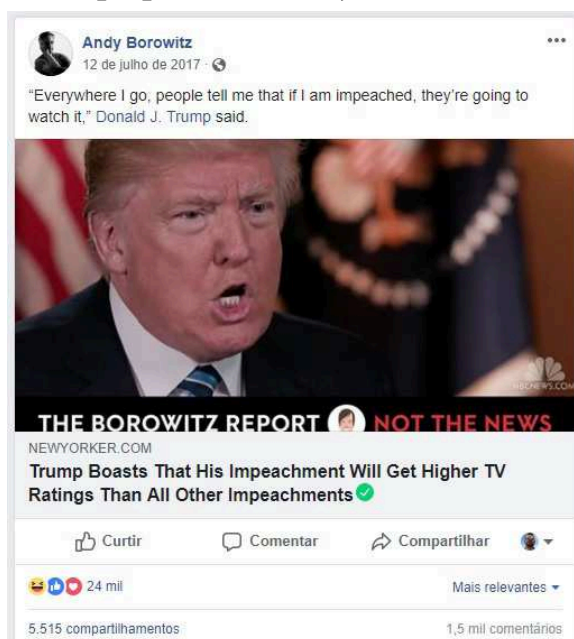 Andy Borowitz
12 de julho de 2017 ·
“Everywhere I go, people tell me that if I am impeached, they’re going to
watch it,” Donald J. Trump said.
NBCNEWS.COM
THE BOROWITZ REPORT NOT THE NEWS
NEWYORKER.COM
Trump Boasts That His Impeachment Will Get Higher TV
Ratings Than All Other Impeachments
Curtir Comentar Compartilhar
24 mil Mais relevantes
5.515 compartilhamentos 1,5 mil comentários